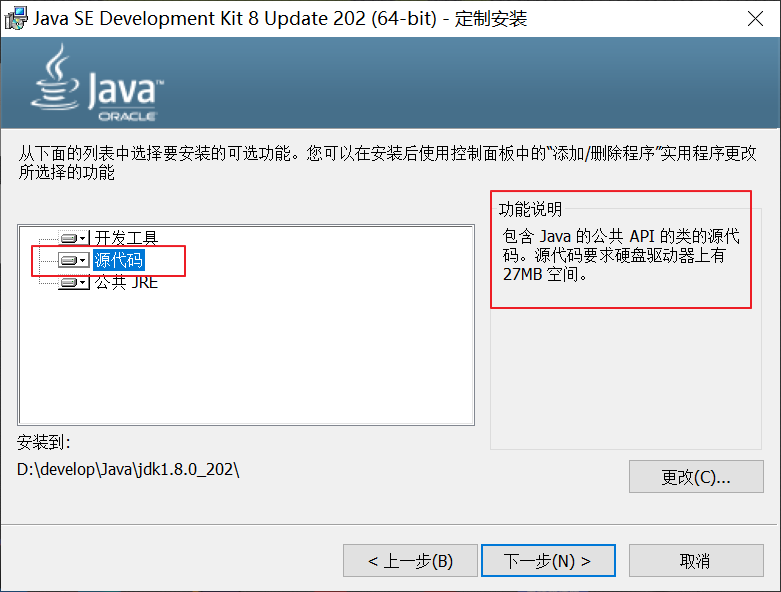 Java SE Development Kit 8 Update 202 (64-bit) - 定制安装
Java™
ORACLE
从下面的列表中选择要安装的可选功能。您可以在安装后使用控制面板中的“添加/删除程序”实用程序更改
所选择的功能
开发工具
源代码
公共 JRE
功能说明
包含 Java 的公共 API 的类的源代
码。源代码要求硬盘驱动器上有
27MB 空间。
安装到:
D:\develop\Java\jdk1.8.0_202\
更改(C)...
< 上一步(B)
下一步(N) >
取消